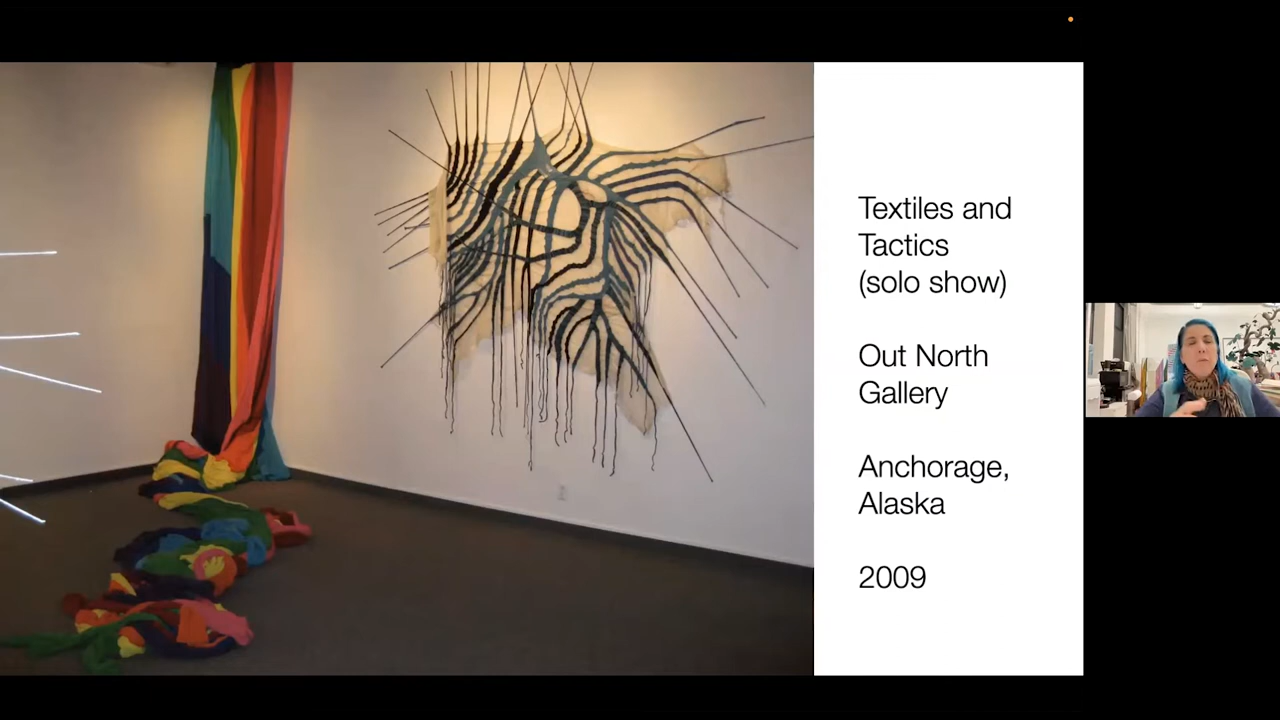 Textiles and
Tactics
(solo show)
Out North
Gallery
Anchorage,
Alaska
2009